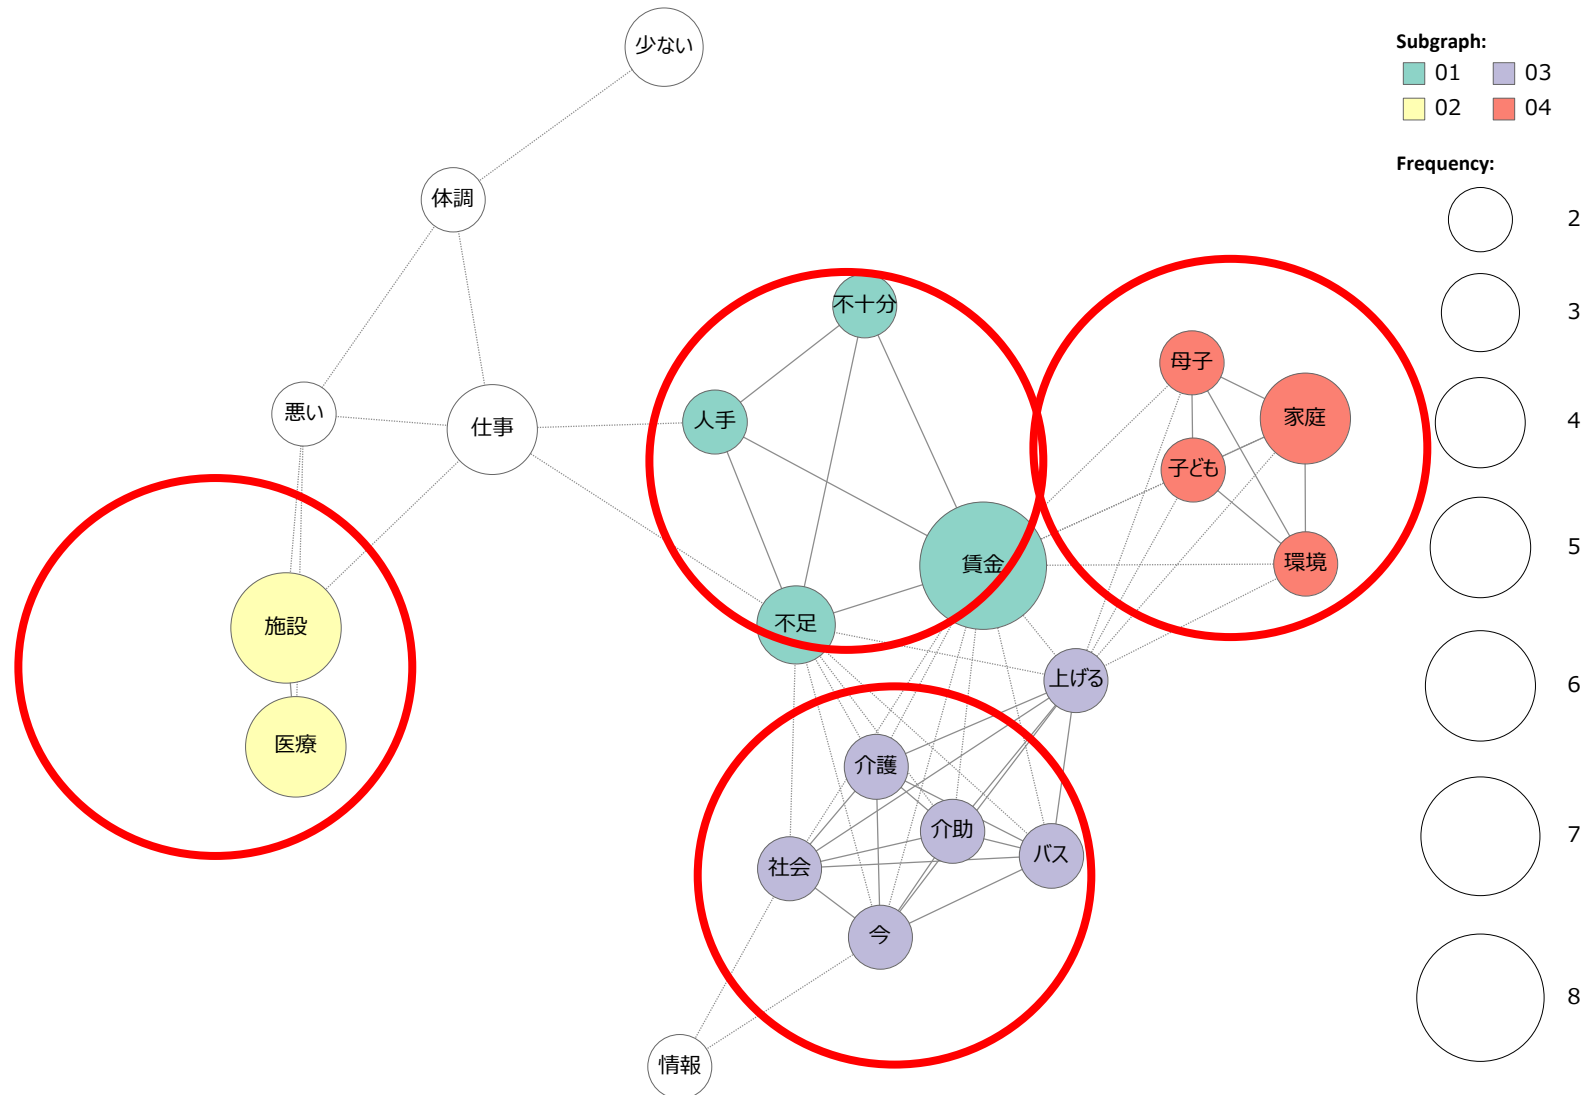 少ない
Subgraph:
01 03
02 04
Frequency:
2
体調
不十分
3
母子
悪い
仕事
人手
家庭
4
子ども
賃金
環境
5
施設
不足
上げる
6
医療
介護
介助
バス
7
社会
今
8
情報